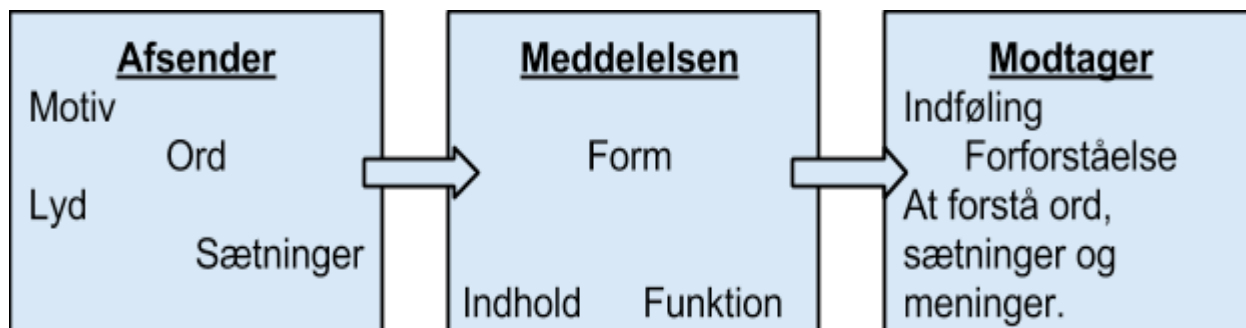 Afsender
Motiv
Ord
Lyd
Sætninger
Meddelelsen
Form
Indhold Funktion
Modtager
Indføling
Forforståelse
At forstå ord,
sætninger og
meninger.